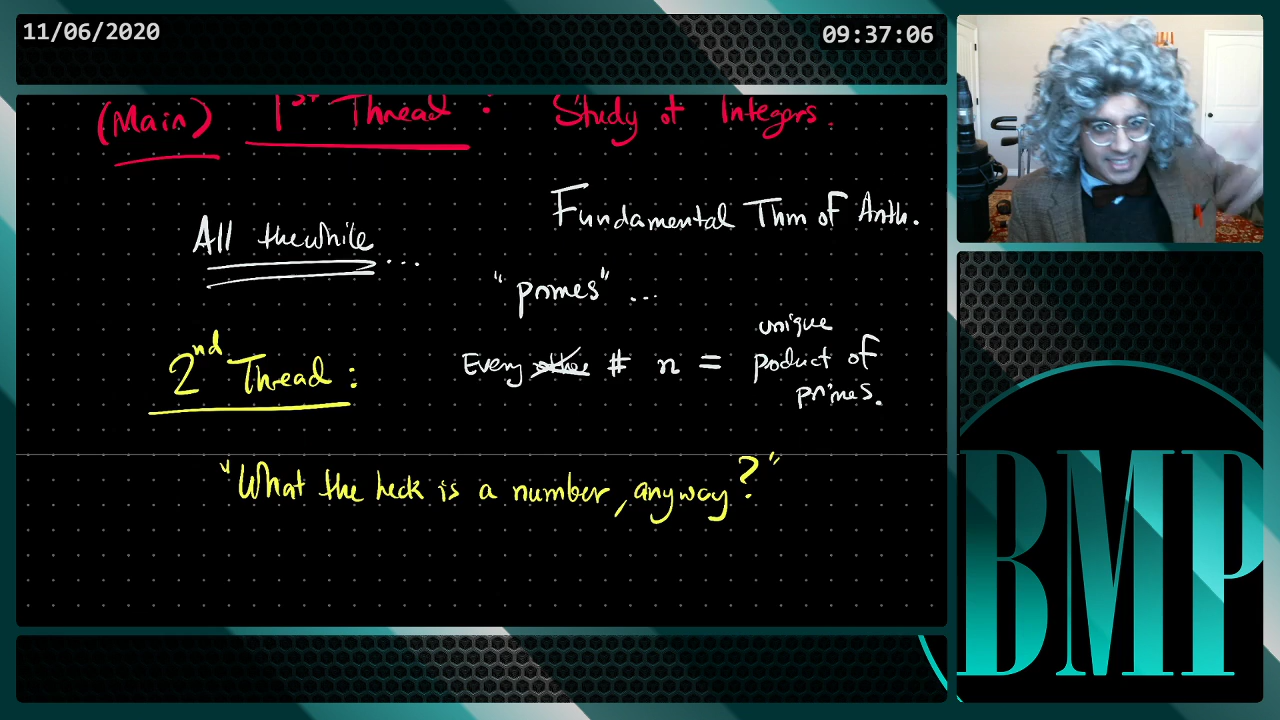 11/06/2020
09:37:06
(Main) 1st Thread : Study of Integers.
Fundamental Thm of Arith.
All the while ...
"primes" ...
unique
2nd Thread :
Every # n = product of
primes.
"What the heck is a number, anyway?"
BMP